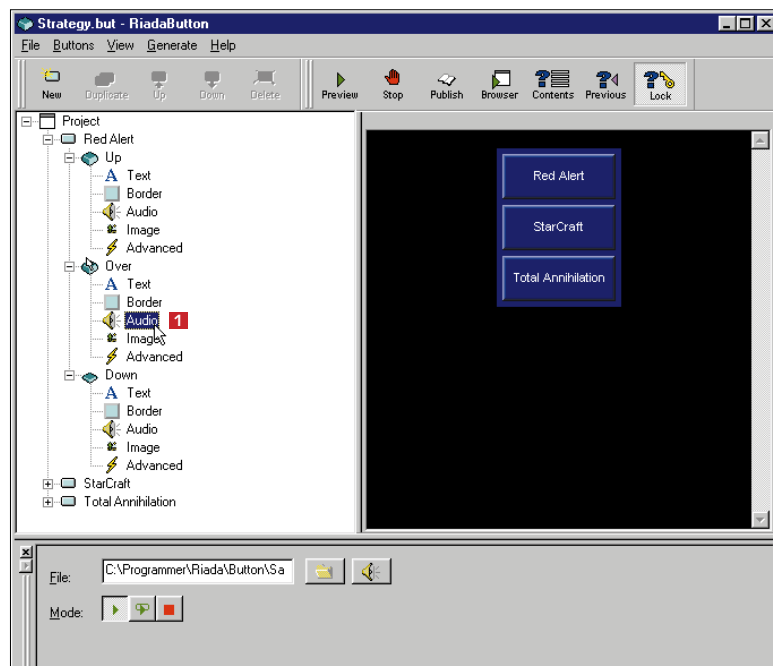 Strategy.but - RiadaButton
File Buttons View Generate Help
New Duplicate Up Down Delete Preview Stop Publish Browser Contents Previous Lock
Project
Red Alert
Up
Text
Border
Audio
Image
Advanced
Over
Text
Border
Audio 1
Image
Advanced
Down
Text
Border
Audio
Image
Advanced
StarCraft
Total Annihilation
Red Alert
StarCraft
Total Annihilation
File: C:\Programmer\Riada\Button\Sa
Mode: